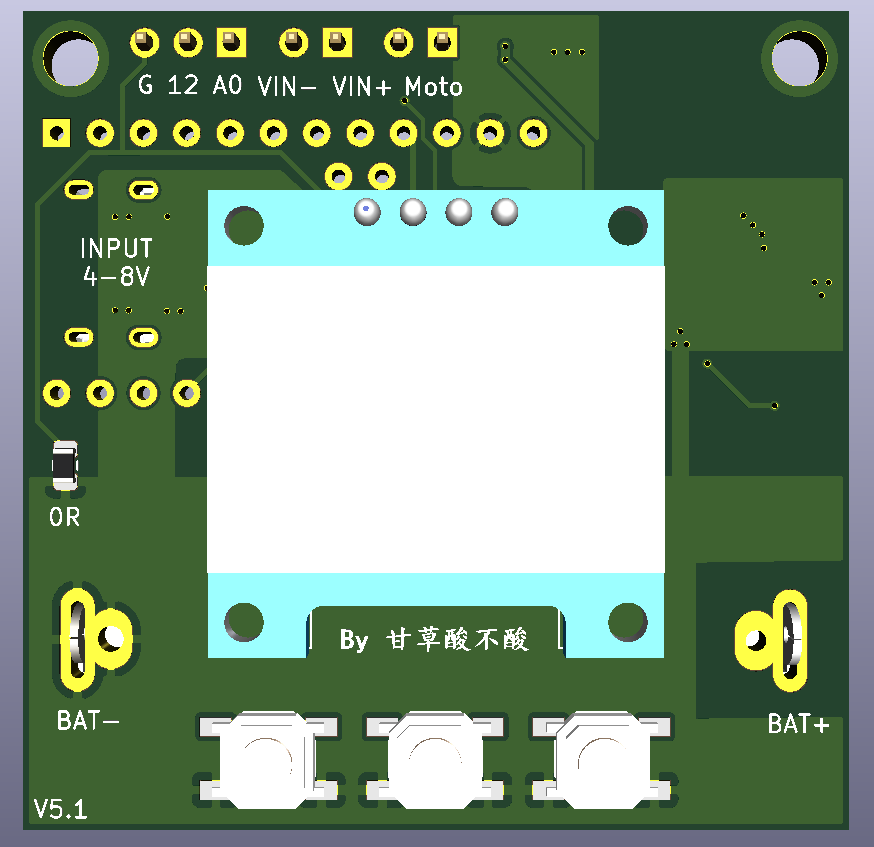 G 12 A0 VIN- VIN+ Moto
INPUT
4-8V
0R
By 甘草酸不酸
BAT-
BAT+
V5.1